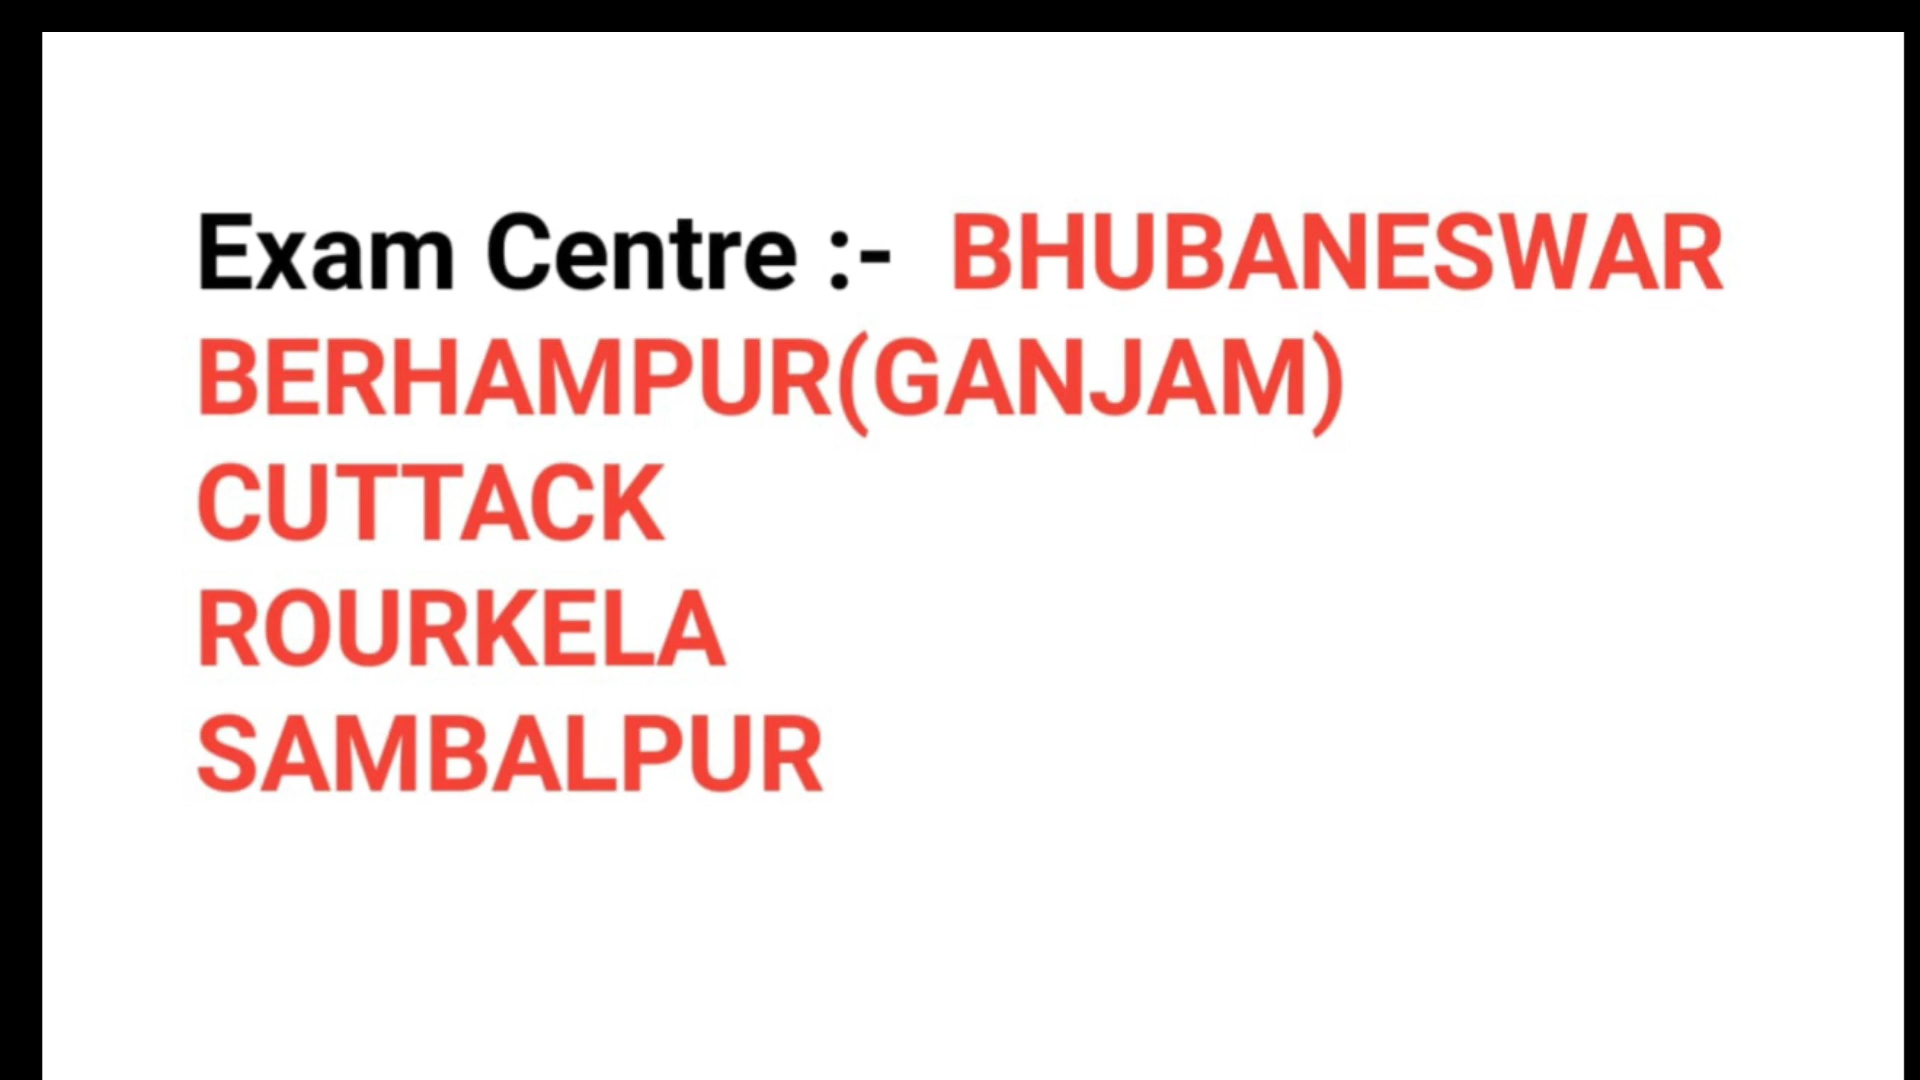 Exam Centre :- BHUBANESWAR
BERHAMPUR(GANJAM)
CUTTACK
ROURKELA
SAMBALPUR